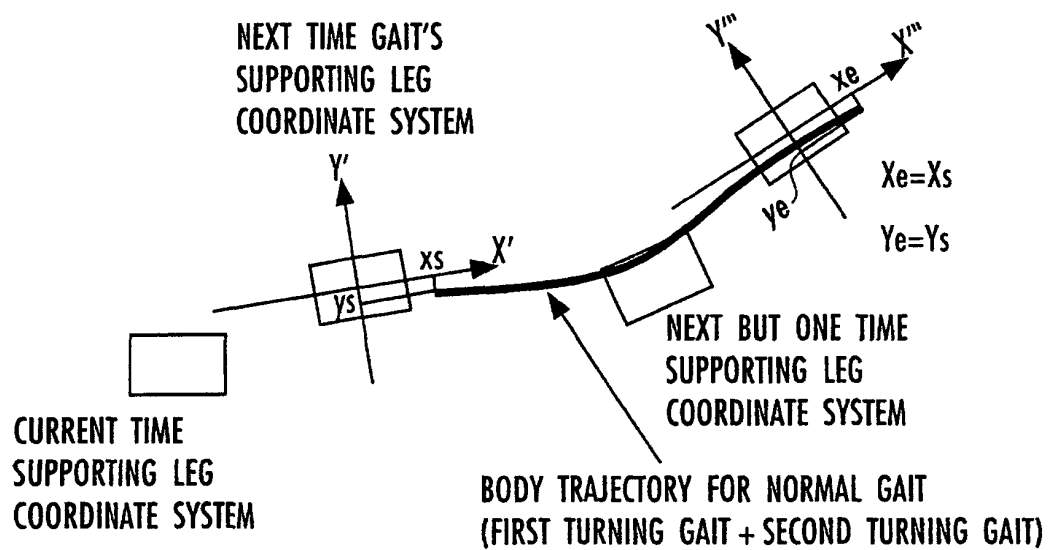 NEXT TIME GAIT'S
SUPPORTING LEG
COORDINATE SYSTEM
Y'
X'
xs
ys
Y'''
X'''
xe
ye
Xe=Xs
Ye=Ys
NEXT BUT ONE TIME
SUPPORTING LEG
COORDINATE SYSTEM
CURRENT TIME
SUPPORTING LEG
COORDINATE SYSTEM
BODY TRAJECTORY FOR NORMAL GAIT
(FIRST TURNING GAIT + SECOND TURNING GAIT)